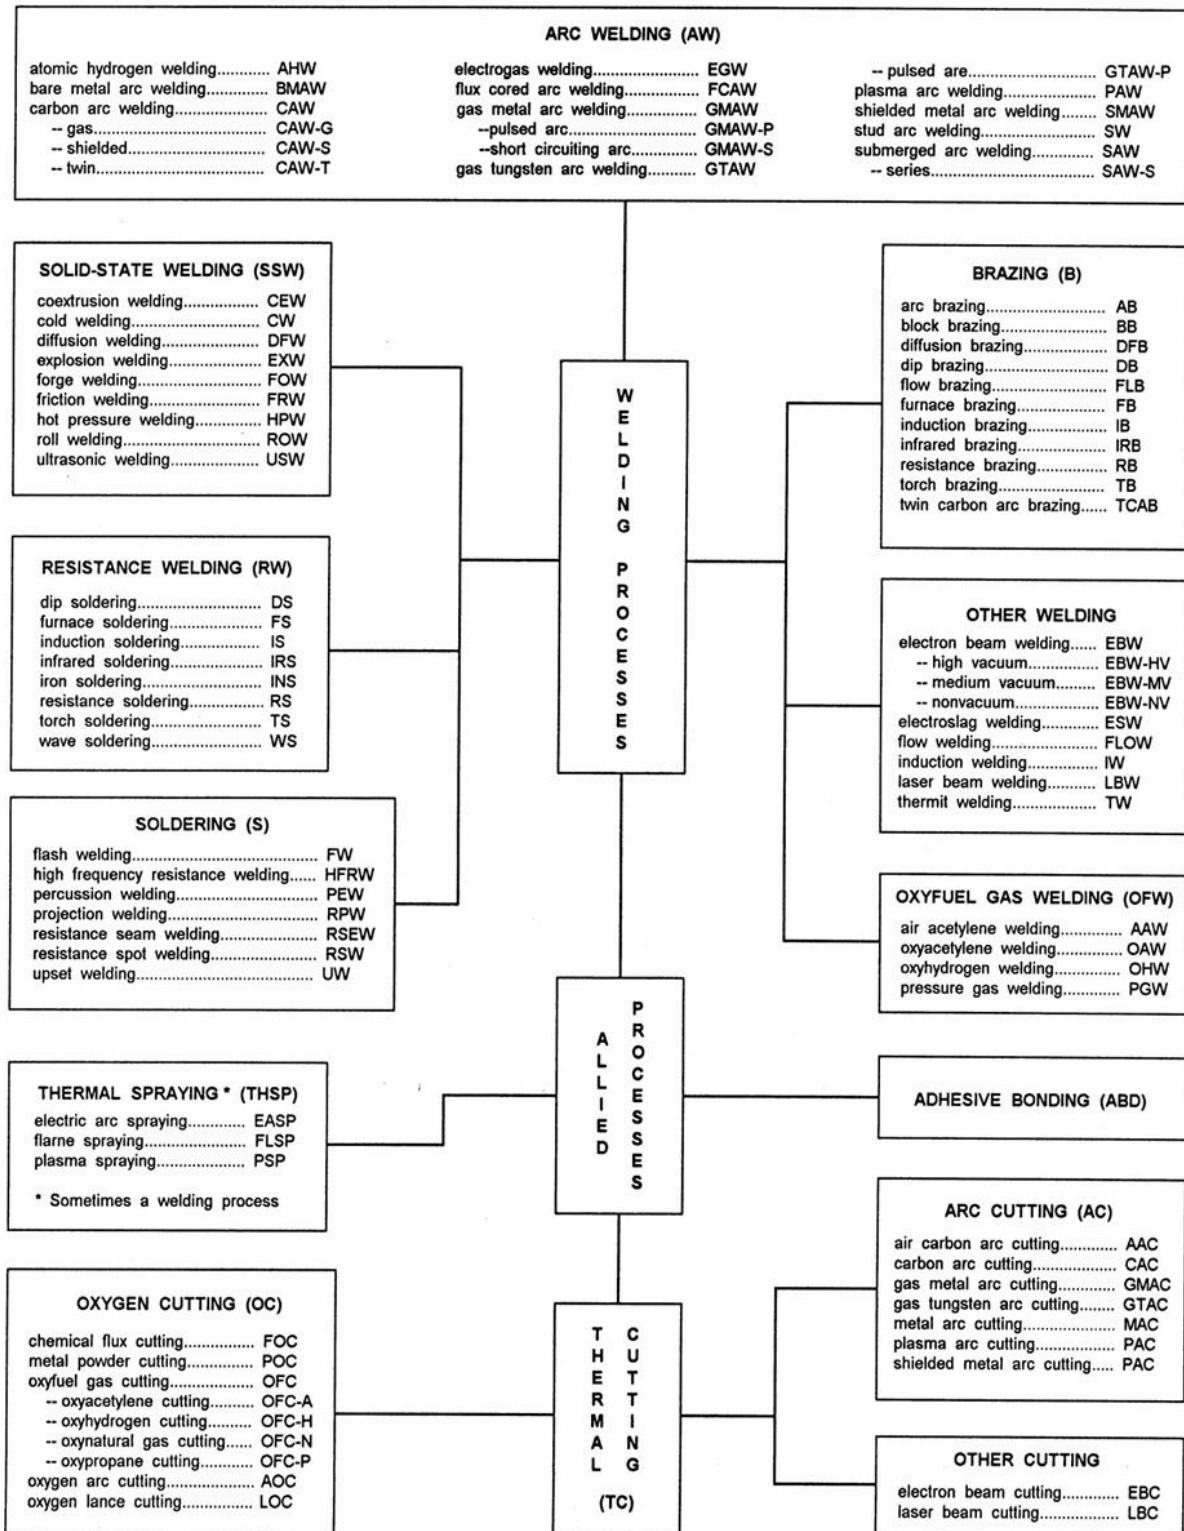 ARC WELDING (AW)
atomic hydrogen welding............ AHW
bare metal arc welding.............. BMAW
carbon arc welding................... CAW
-- gas................................. CAW-G
-- shielded........................... CAW-S
-- twin................................ CAW-T
electrogas welding..................... EGW
flux cored arc welding................ FCAW
gas metal arc welding................ GMAW
--pulsed arc......................... GMAW-P
--short circuiting arc.............. GMAW-S
gas tungsten arc welding........... GTAW
-- pulsed are....................... GTAW-P
plasma arc welding.................. PAW
shielded metal arc welding......... SMAW
stud arc welding..................... SW
submerged arc welding............. SAW
-- series............................. SAW-S
SOLID-STATE WELDING (SSW)
coextrusion welding................. CEW
cold welding.......................... CW
diffusion welding..................... DFW
explosion welding.................... EXW
forge welding......................... FOW
friction welding....................... FRW
hot pressure welding................ HPW
roll welding............................ ROW
ultrasonic welding................... USW
BRAZING (B)
arc brazing........................... AB
block brazing......................... BB
diffusion brazing..................... DFB
dip brazing........................... DB
flow brazing.......................... FLB
furnace brazing...................... FB
induction brazing.................... IB
infrared brazing...................... IRB
resistance brazing................... RB
torch brazing......................... TB
twin carbon arc brazing...... TCAB
WELDING PROCESSES
RESISTANCE WELDING (RW)
dip soldering........................... DS
furnace soldering..................... FS
induction soldering................... IS
infrared soldering..................... IRS
iron soldering.......................... INS
resistance soldering.................. RS
torch soldering........................ TS
wave soldering........................ WS
OTHER WELDING
electron beam welding...... EBW
-- high vacuum............... EBW-HV
-- medium vacuum......... EBW-MV
-- nonvacuum............... EBW-NV
electroslag welding............ ESW
flow welding..................... FLOW
induction welding............... IW
laser beam welding............ LBW
thermit welding.................. TW
SOLDERING (S)
flash welding........................................ FW
high frequency resistance welding...... HFRW
percussion welding.............................. PEW
projection welding............................... RPW
resistance seam welding..................... RSEW
resistance spot welding....................... RSW
upset welding..................................... UW
OXYFUEL GAS WELDING (OFW)
air acetylene welding............. AAW
oxyacetylene welding............. OAW
oxyhydrogen welding............. OHW
pressure gas welding............. PGW
ALLIED PROCESSES
THERMAL SPRAYING * (THSP)
electric arc spraying............... EASP
flarne spraying...................... FLSP
plasma spraying.................... PSP
* Sometimes a welding process
ADHESIVE BONDING (ABD)
ARC CUTTING (AC)
air carbon arc cutting............. AAC
carbon arc cutting................. CAC
gas metal arc cutting............. GMAC
gas tungsten arc cutting........ GTAC
metal arc cutting................... MAC
plasma arc cutting................ PAC
shielded metal arc cutting..... PAC
OXYGEN CUTTING (OC)
chemical flux cutting............... FOC
metal powder cutting.............. POC
oxyfuel gas cutting................. OFC
-- oxyacetylene cutting.......... OFC-A
-- oxyhydrogen cutting.......... OFC-H
-- oxynatural gas cutting...... OFC-N
-- oxypropane cutting........... OFC-P
oxygen arc cutting.................. AOC
oxygen lance cutting............... LOC
THERMAL CUTTING
(TC)
OTHER CUTTING
electron beam cutting............ EBC
laser beam cutting................ LBC